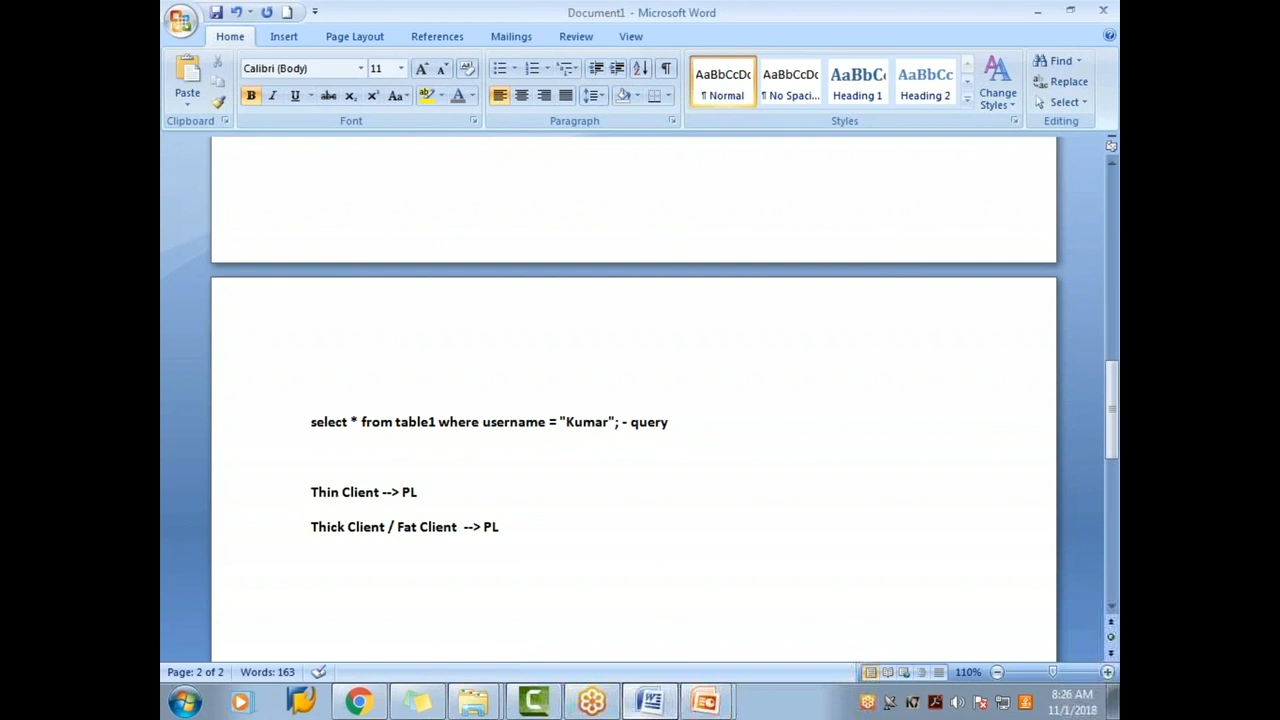 Document1 - Microsoft Word
Home Insert Page Layout References Mailings Review View
Calibri (Body) 11 AaBbCcDc AaBbCcDc AaBbC AaBbCc Find
Paste ¶ Normal ¶ No Spaci... Heading 1 Heading 2 Change Styles Replace
Select
Clipboard Font Paragraph Styles Editing
select * from table1 where username = "Kumar"; - query
Thin Client --> PL
Thick Client / Fat Client --> PL
Page: 2 of 2 Words: 163 110%
8:26 AM
11/1/2018